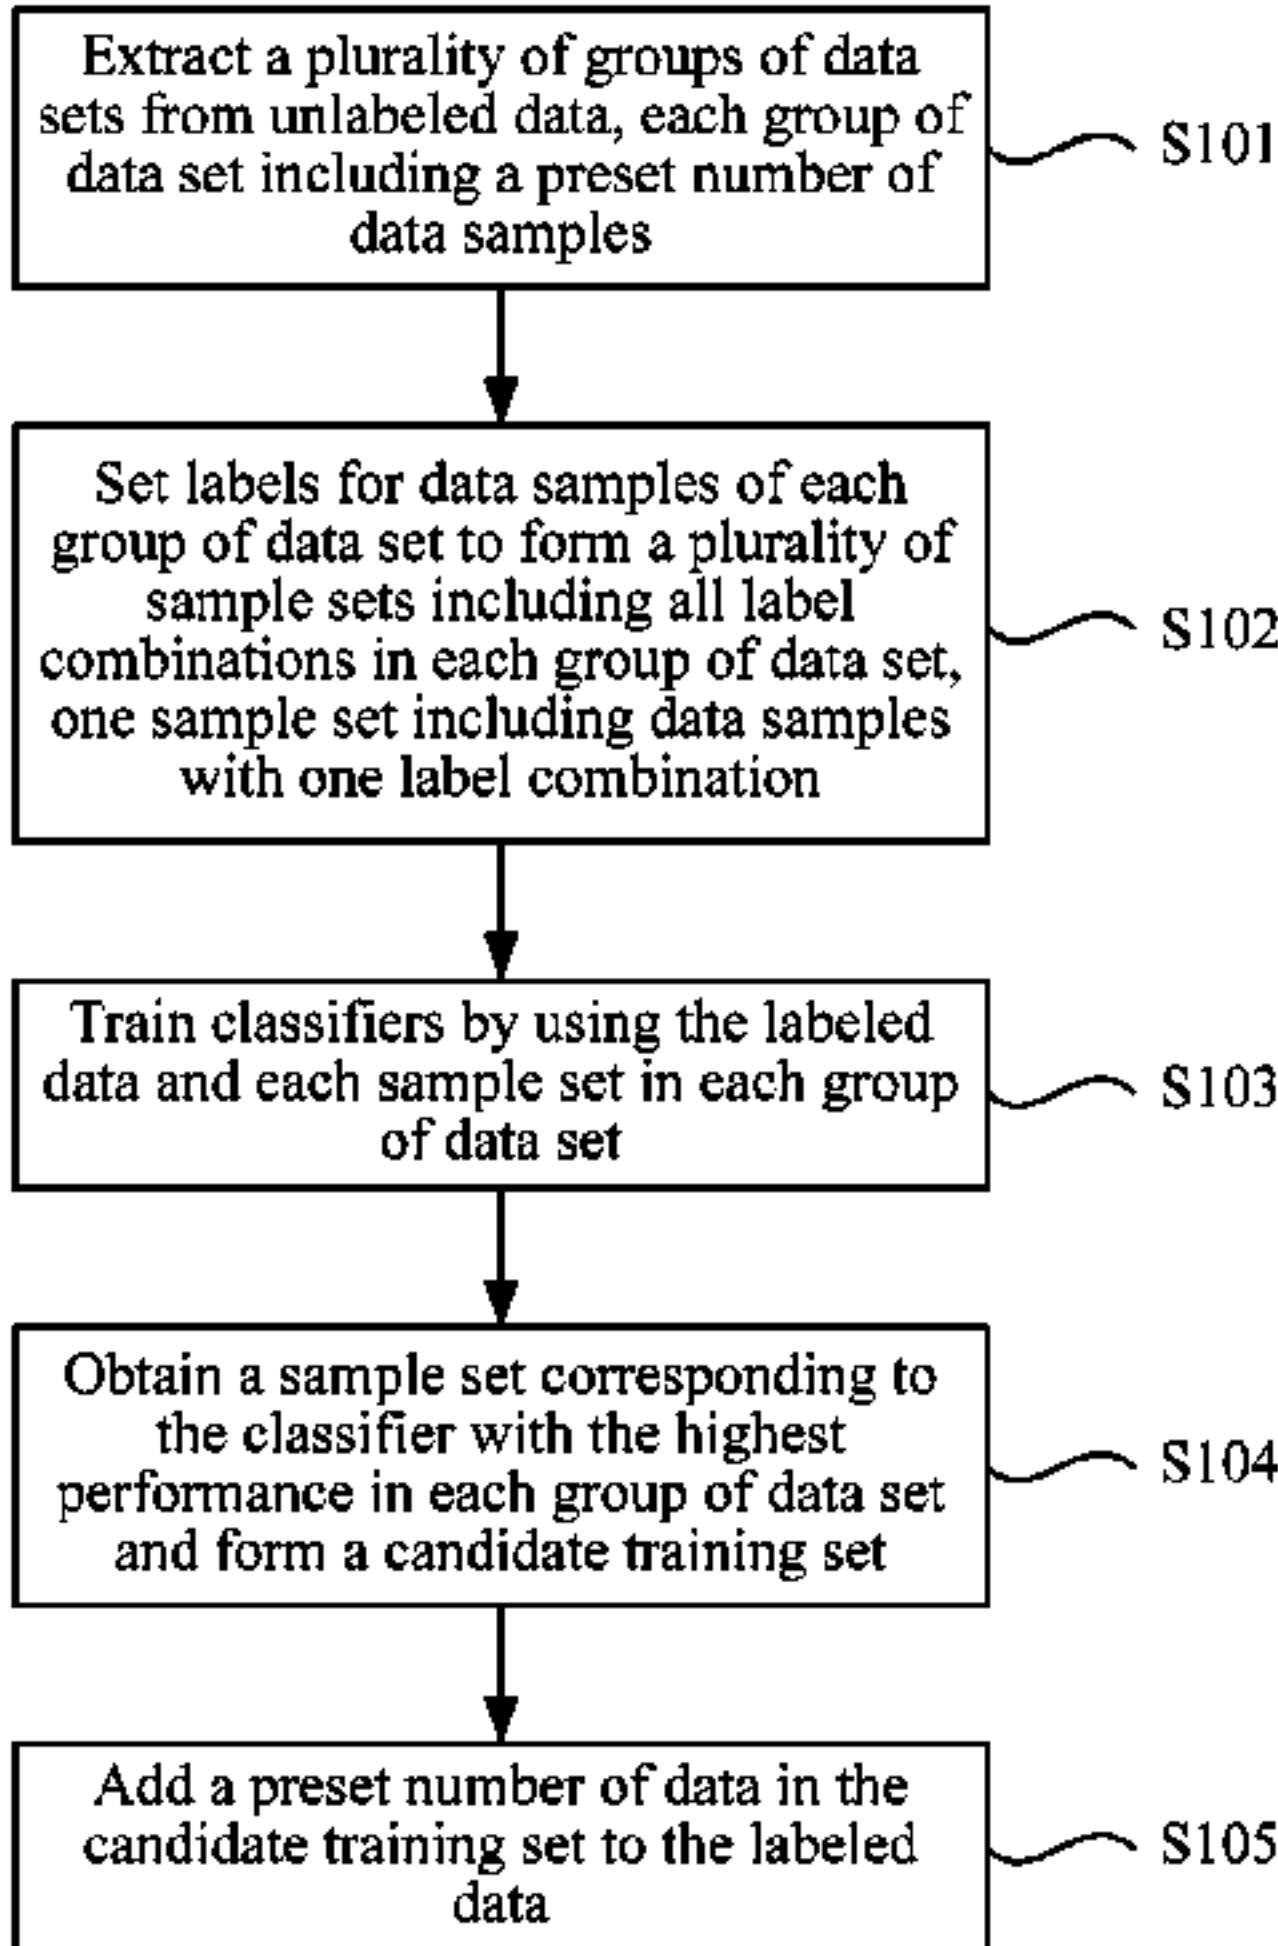 Extract a plurality of groups of data
sets from unlabeled data, each group of
data set including a preset number of
data samples
S101
Set labels for data samples of each
group of data set to form a plurality of
sample sets including all label
combinations in each group of data set,
one sample set including data samples
with one label combination
S102
Train classifiers by using the labeled
data and each sample set in each group
of data set
S103
Obtain a sample set corresponding to
the classifier with the highest
performance in each group of data set
and form a candidate training set
S104
Add a preset number of data in the
candidate training set to the labeled
data
S105